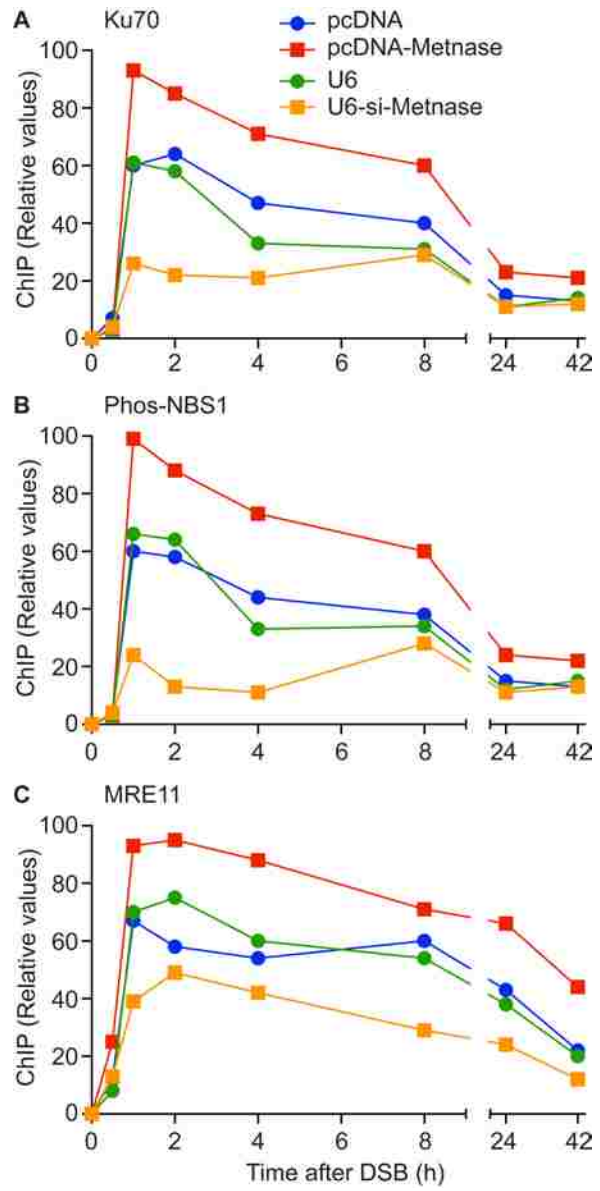 A Ku70
pcDNA
pcDNA-Metnase
U6
U6-si-Metnase
ChIP (Relative values)
100
80
60
40
20
0
0 2 4 8 24 42
B Phos-NBS1
ChIP (Relative values)
100
80
60
40
20
0
0 2 4 8 24 42
C MRE11
ChIP (Relative values)
100
80
60
40
20
0
0 2 4 8 24 42
Time after DSB (h)